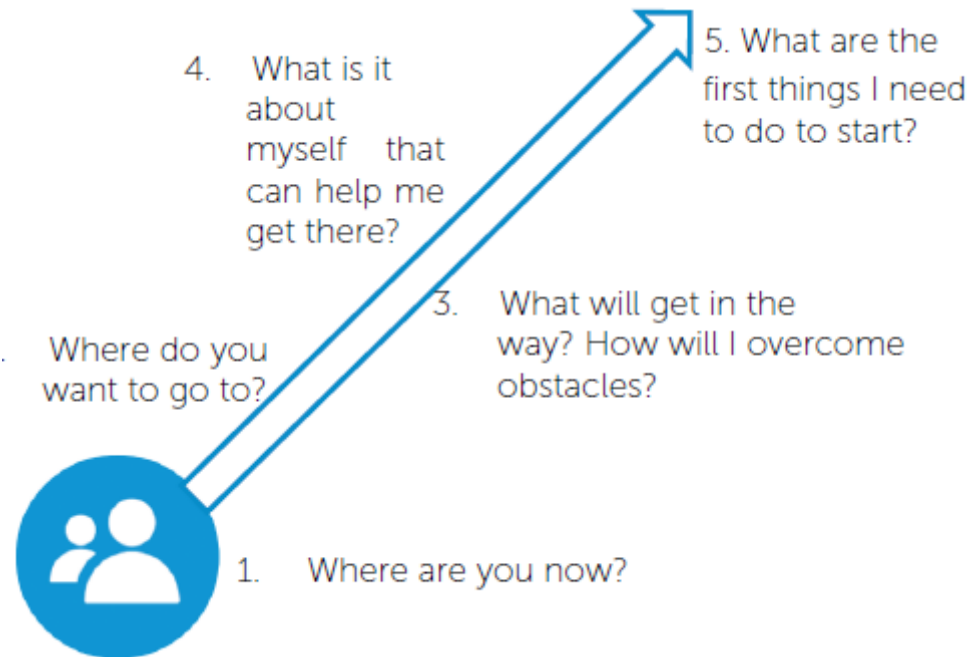 4. What is it
about
myself that
can help me
get there?
5. What are the
first things I need
to do to start?
3. What will get in the
way? How will I overcome
obstacles?
. Where do you
want to go to?
1. Where are you now?